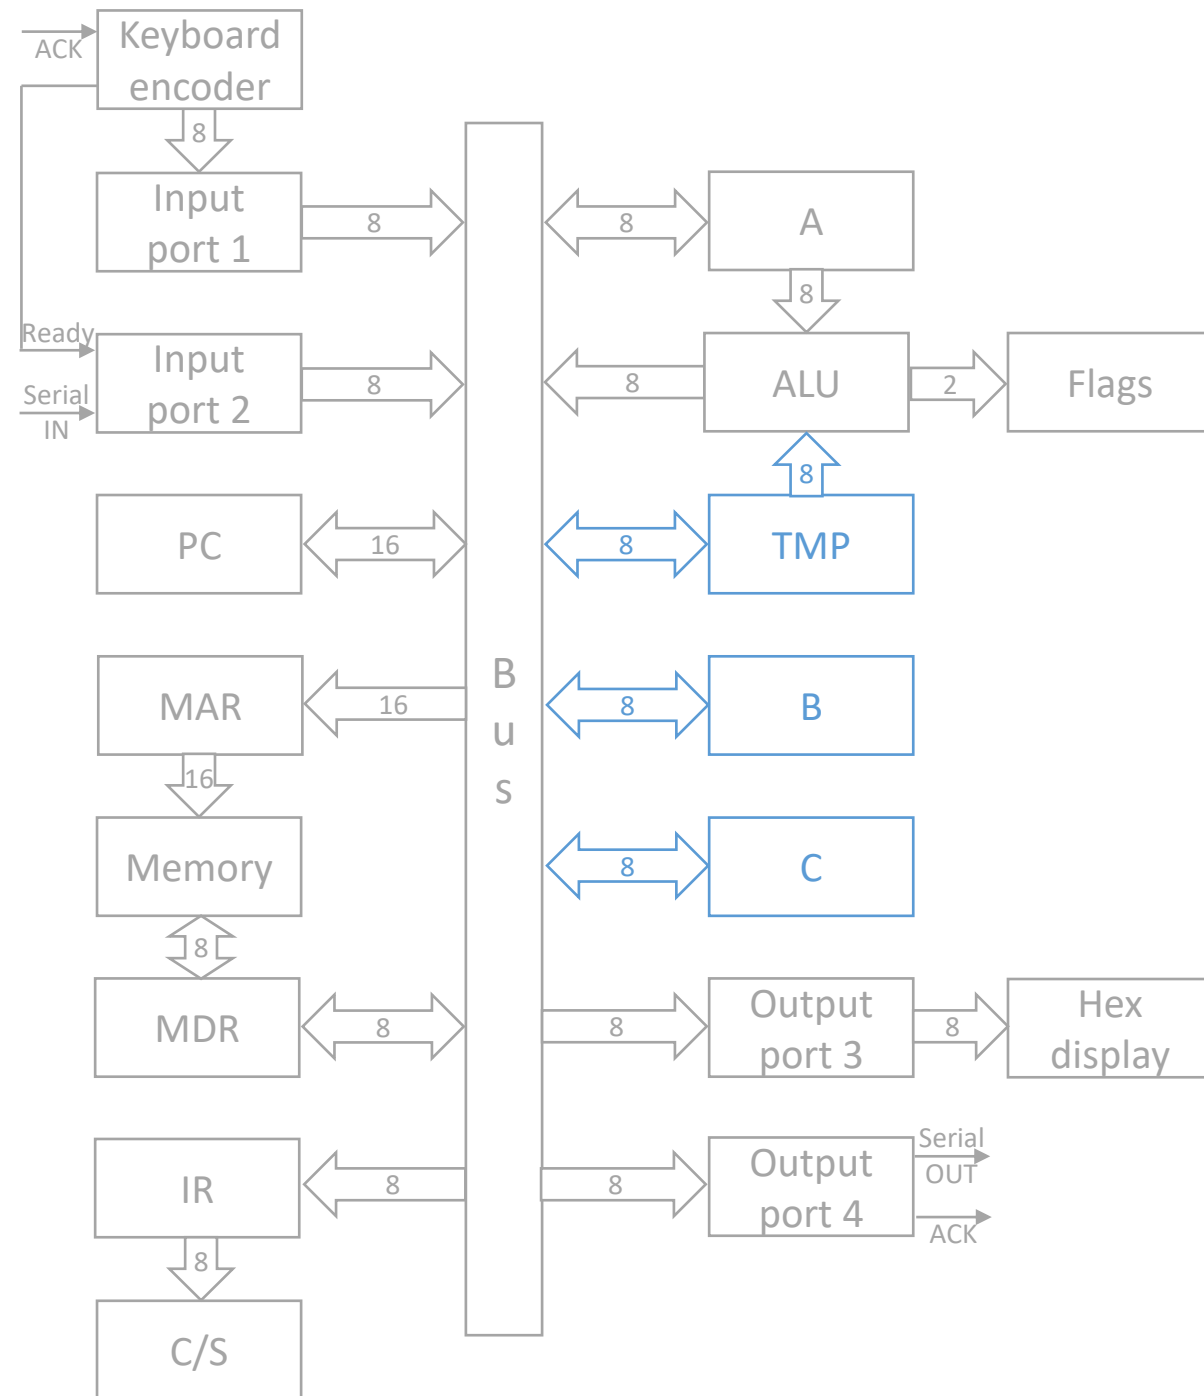 Keyboard
encoder
ACK
8
Input
port 1
8
8
A
8
Ready
Serial
IN
Input
port 2
8
8
ALU
2
Flags
8
PC
16
8
TMP
B
u
s
MAR
16
8
B
16
Memory
8
C
8
MDR
8
8
Output
port 3
8
Hex
display
IR
8
8
Output
port 4
Serial
OUT
ACK
8
C/S